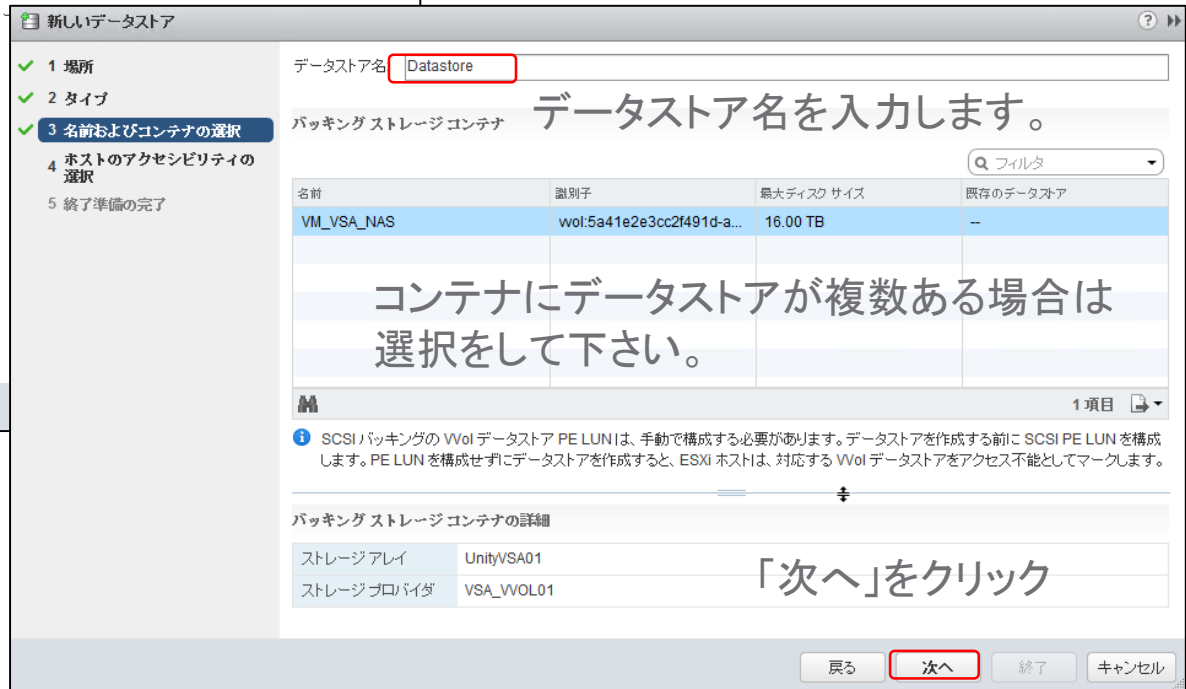 新しいデータストア
✓ 1 場所
✓ 2 タイプ
✓ 3 名前およびコンテナの選択
4 ホストのアクセシビリティの
選択
5 終了準備の完了
データストア名 Datastore
データストア名を入力します。
バッキング ストレージ コンテナ
フィルタ
名前 識別子 最大ディスク サイズ 既存のデータストア
VM_VSA_NAS vvol:5a41e2e3cc2f491d-a... 16.00 TB --
コンテナにデータストアが複数ある場合は
選択をして下さい。
1 項目
SCSI バッキングの VVol データストア PE LUN は、手動で構成する必要があります。データストアを作成する前に SCSI PE LUN を構成
します。PE LUN を構成せずにデータストアを作成すると、ESXi ホストは、対応する VVol データストアをアクセス不能としてマークします。
バッキング ストレージ コンテナの詳細
ストレージ アレイ UnityVSA01
ストレージ プロバイダ VSA_VVOL01
「次へ」をクリック
戻る 次へ 終了 キャンセル